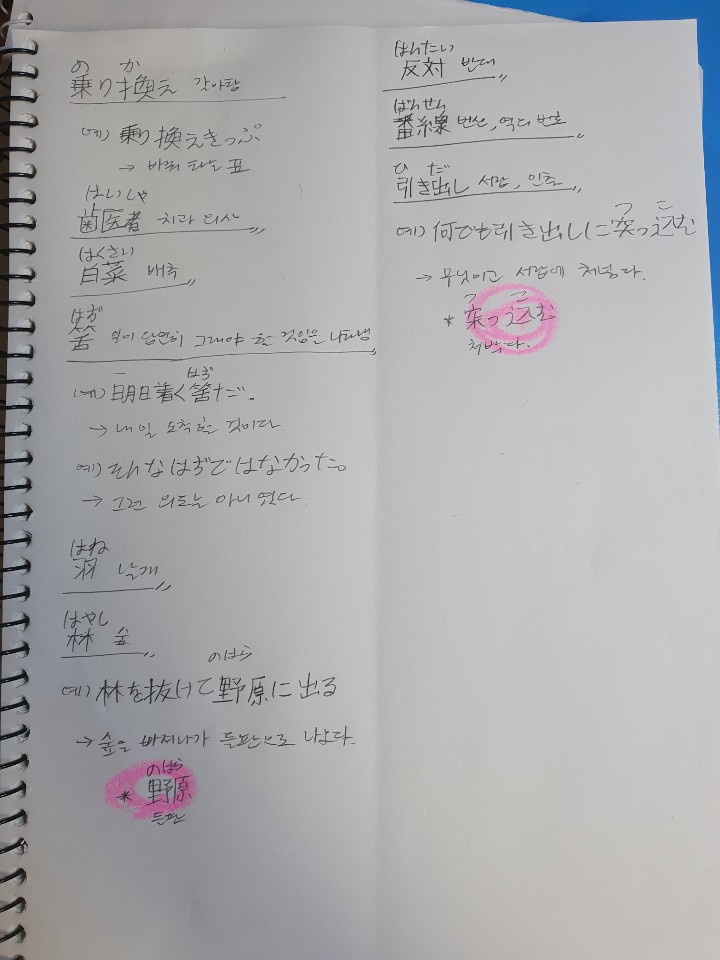 のか
乗り換え 갈아탐
예) 乗り換えきっぷ
→ 바꿔 타는 표
はいしゃ
歯医者 치과 의사
はくさい
白菜 배추
はず
筈 당연히 그래야 할 것임을 나타냄
はず
예) 明日着く筈だ.
→ 내일 도착할 것이다
예) そんなはずではなかった。
→ 그런 의도는 아니였다.
はね
羽 날개
はやし
林 숲
のはら
예) 林を抜けて野原に出る
→ 숲을 빠져나가 들판으로 나오다.
のはら
* 野原
들판
はんたい
反対 반대
ばんせん
番線 번선, 역의 번호
ひ だ
引き出し 서랍, 인출
つ こ
예) 何でも引き出しに突っ込む
→ 무엇이고 서랍에 처넣다.
つ こ
* 突っ込む
처박다.